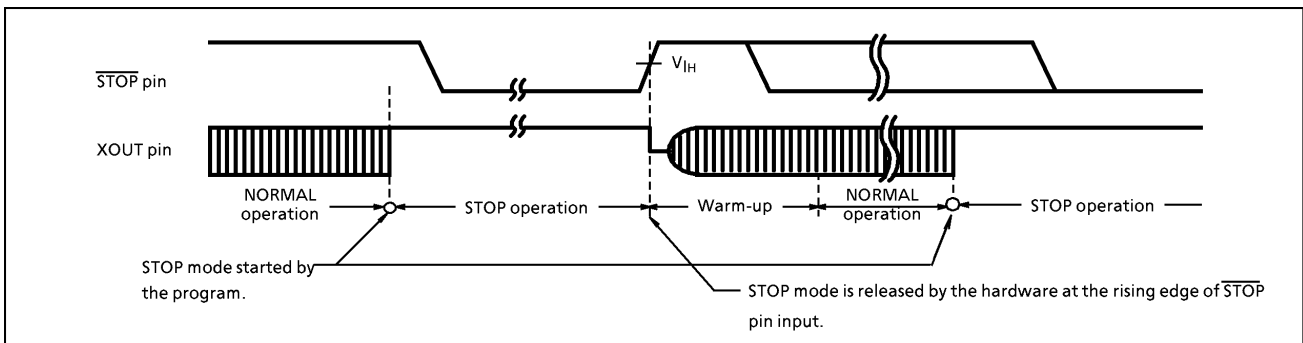 STOP pin
VIH
XOUT pin
NORMAL
operation
STOP operation
Warm-up
NORMAL
operation
STOP operation
STOP mode started by
the program.
STOP mode is released by the hardware at the rising edge of STOP
pin input.